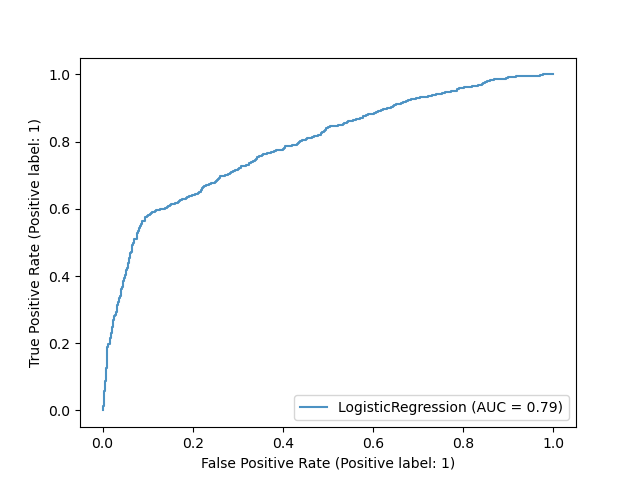 1.0
0.8
0.6
0.4
0.2
0.0
True Positive Rate (Positive label: 1)
LogisticRegression (AUC = 0.79)
0.0 0.2 0.4 0.6 0.8 1.0
False Positive Rate (Positive label: 1)